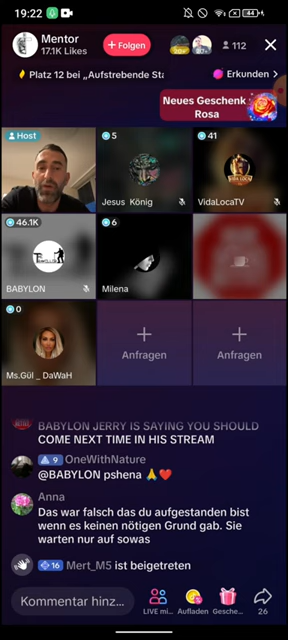 19:22
44
Mentor
17.1K Likes
+ Folgen
112
Platz 12 bei „Aufstrebende Sta
Erkunden >
Neues Geschenk
Rosa
Host
5
41
Jesus König
VidaLocaTV
46.1K
6
BABYLON
Milena
0
Ms.Gül _ DaWaH
Anfragen
Anfragen
BABYLON JERRY IS SAYING YOU SHOULD
COME NEXT TIME IN HIS STREAM
9 OneWithNature
@BABYLON pshena 🙏❤️
Anna
Das war falsch das du aufgestanden bist
wenn es keinen nötigen Grund gab. Sie
warten nur auf sowas
16 Mert_M5 ist beigetreten
Kommentar hinz...
LIVE mi...
Aufladen
Gesche...
26